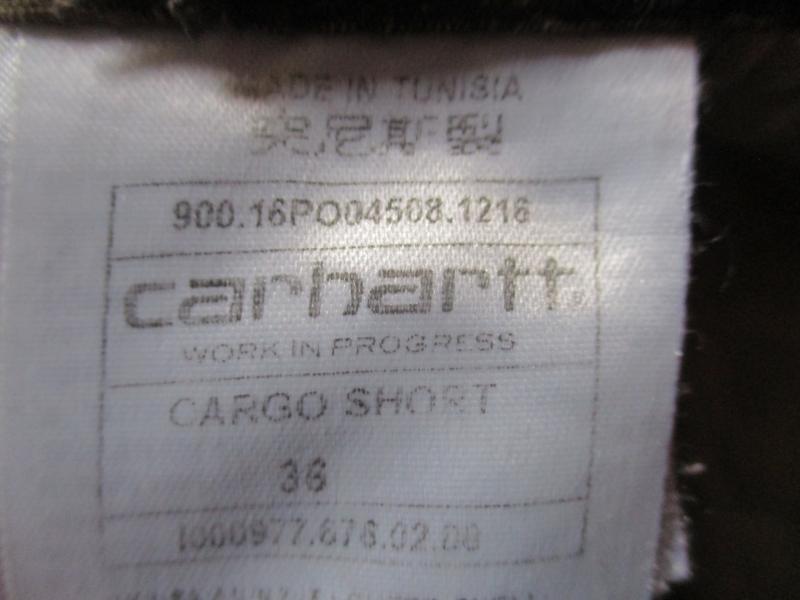 MADE IN TUNISIA
突尼斯製
900.16PO04508.1216
carhartt
WORK IN PROGRESS
CARGO SHORT
36
I000977.676.02.00